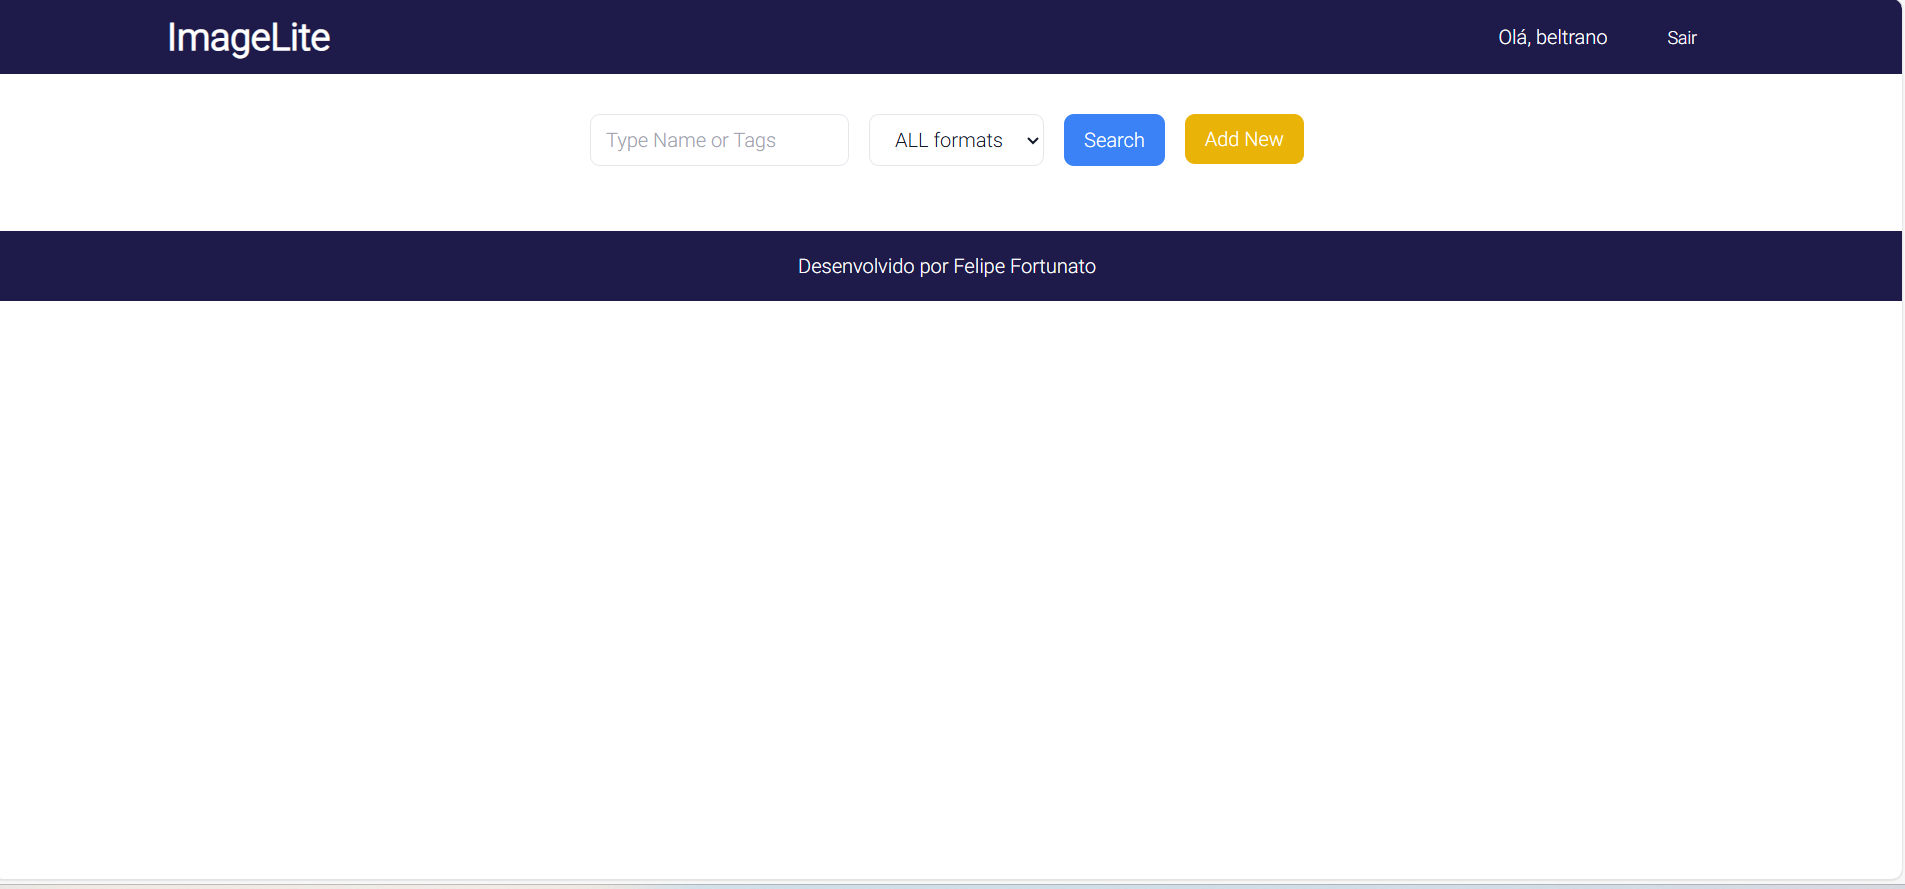 ImageLite
Olá, beltrano
Sair
Type Name or Tags
ALL formats
Search
Add New
Desenvolvido por Felipe Fortunato